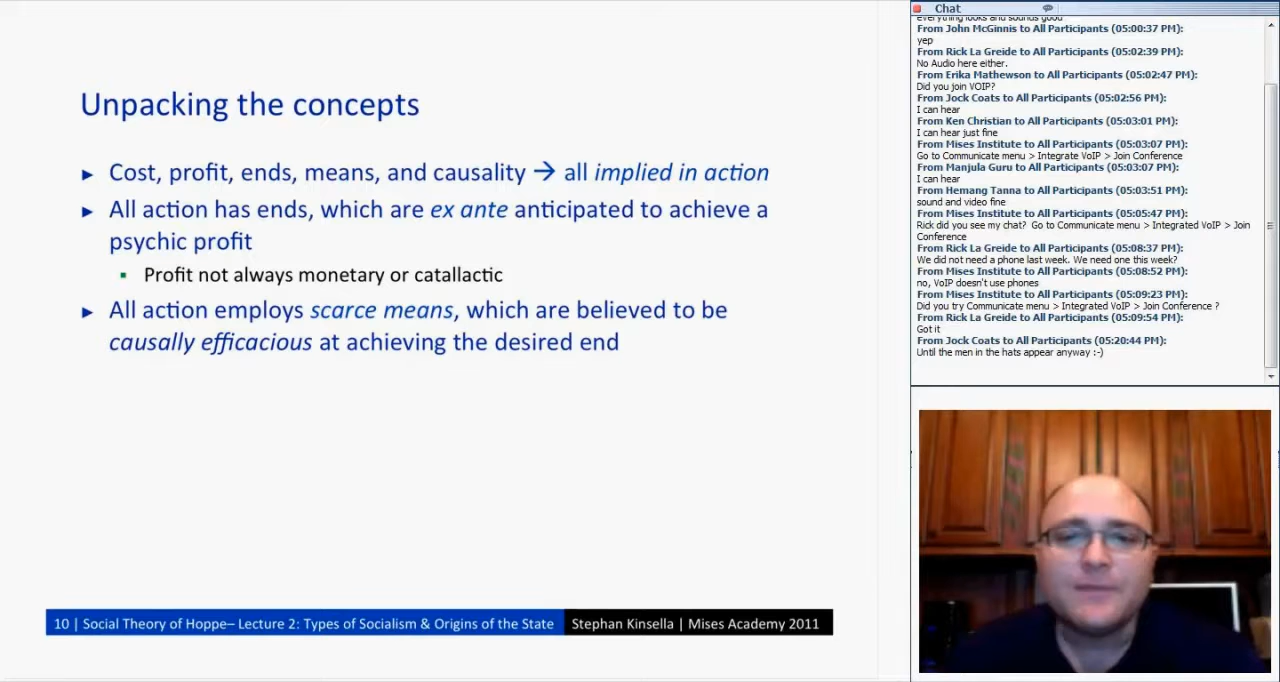 Unpacking the concepts
► Cost, profit, ends, means, and causality → all implied in action
► All action has ends, which are ex ante anticipated to achieve a
psychic profit
▪ Profit not always monetary or catallactic
► All action employs scarce means, which are believed to be
causally efficacious at achieving the desired end
10 | Social Theory of Hoppe– Lecture 2: Types of Socialism & Origins of the State
Stephan Kinsella | Mises Academy 2011
Chat
everything looks and sounds good
From John McGinnis to All Participants (05:00:37 PM):
yep
From Rick La Greide to All Participants (05:02:39 PM):
No Audio here either.
From Erika Mathewson to All Participants (05:02:47 PM):
Did you join VOIP?
From Jock Coats to All Participants (05:02:56 PM):
I can hear
From Ken Christian to All Participants (05:03:01 PM):
I can hear just fine
From Mises Institute to All Participants (05:03:07 PM):
Go to Communicate menu > Integrate VoIP > Join Conference
From Manjula Guru to All Participants (05:03:07 PM):
I can hear
From Hemang Tanna to All Participants (05:03:51 PM):
sound and video fine
From Mises Institute to All Participants (05:05:47 PM):
Rick did you see my chat? Go to Communicate menu > Integrated VoIP > Join
Conference
From Rick La Greide to All Participants (05:08:37 PM):
We did not need a phone last week. We need one this week?
From Mises Institute to All Participants (05:08:52 PM):
no, VoIP doesn't use phones
From Mises Institute to All Participants (05:09:23 PM):
Did you try Communicate menu > Integrated VoIP > Join Conference ?
From Rick La Greide to All Participants (05:09:54 PM):
Got it
From Jock Coats to All Participants (05:20:44 PM):
Until the men in the hats appear anyway :-)